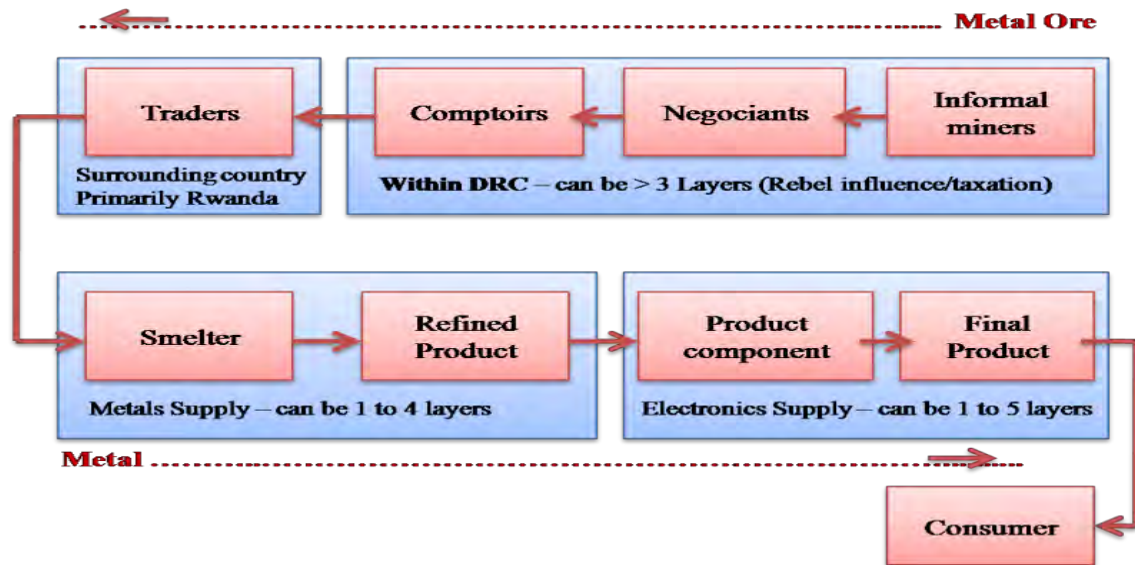 Metal Ore
Traders
Comptoirs
Negociants
Informal
miners
Surrounding country
Primarily Rwanda
Within DRC – can be > 3 Layers (Rebel influence/taxation)
Smelter
Refined
Product
Product
component
Final
Product
Metals Supply – can be 1 to 4 layers
Electronics Supply – can be 1 to 5 layers
Metal
Consumer